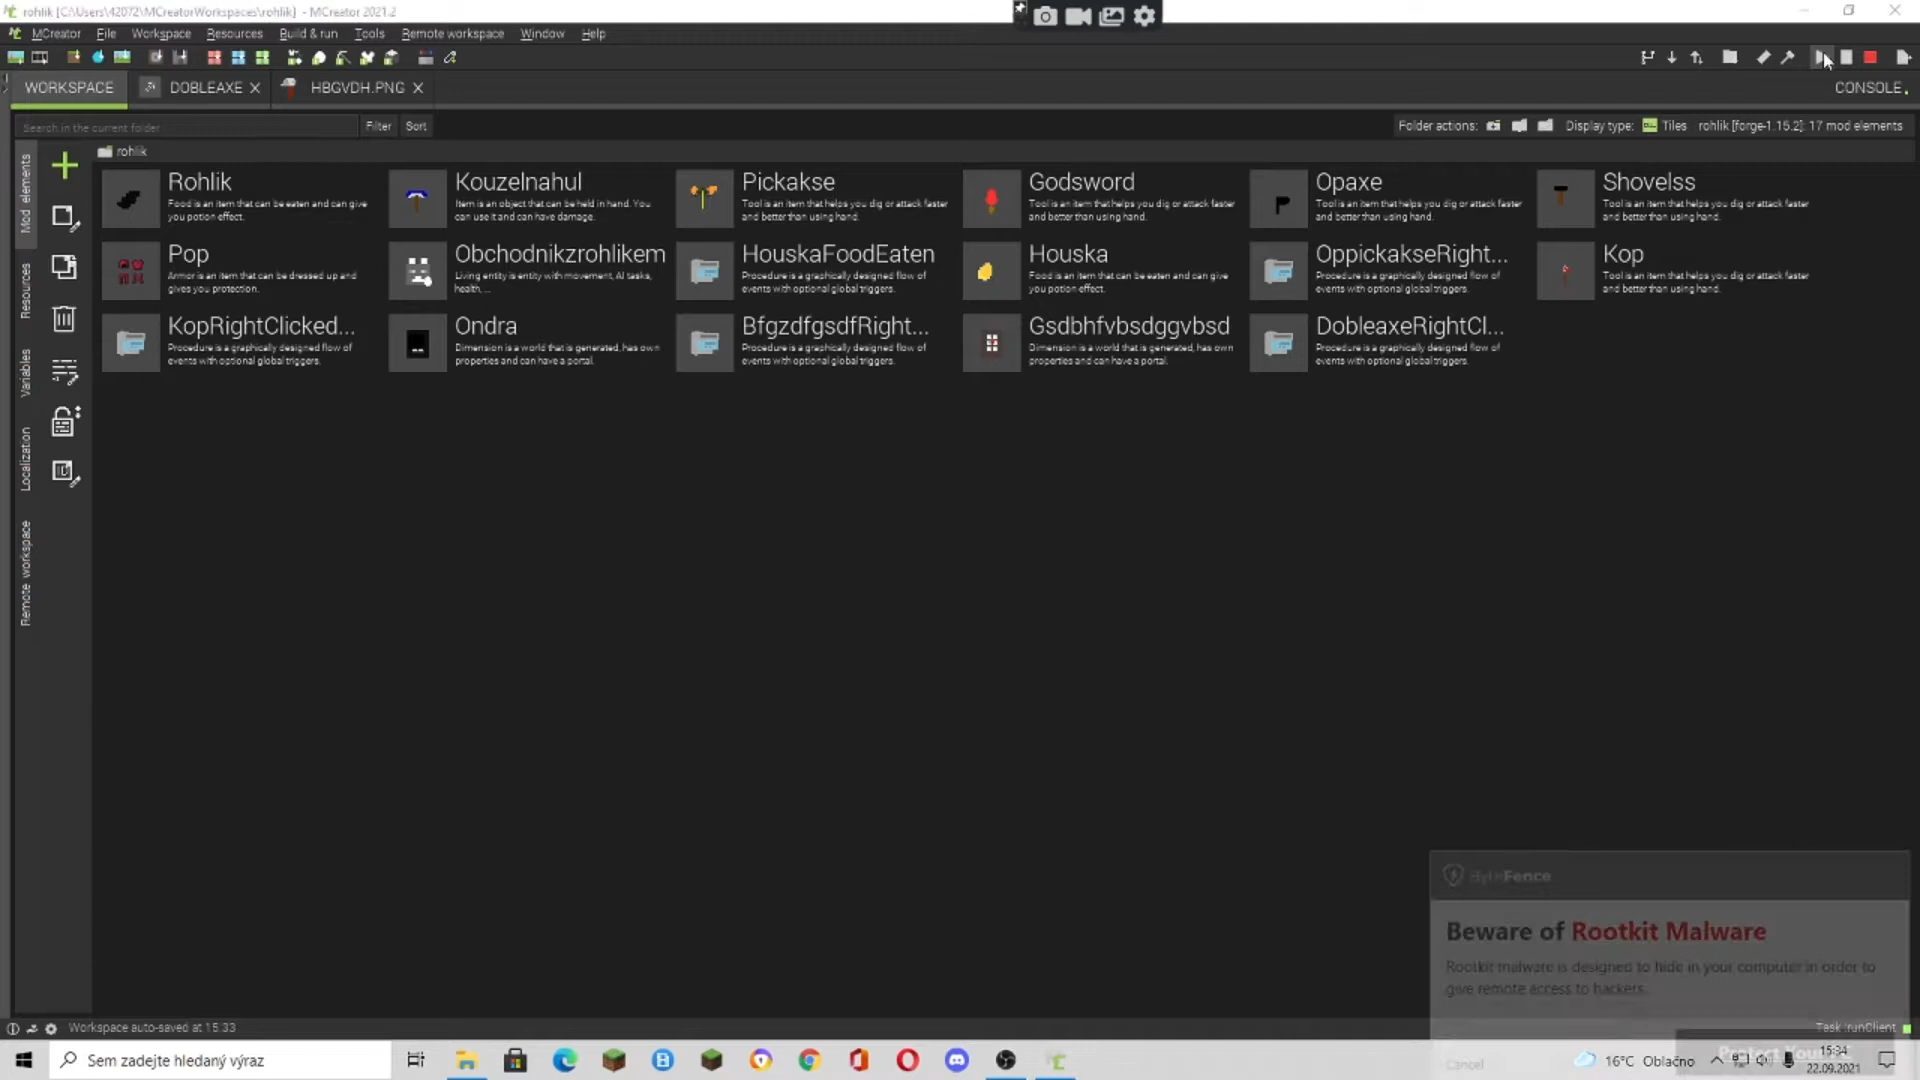 rohlik [C:\Users\42072\MCreatorWorkspaces\rohlik] - MCreator 2021.2
MCreator File Workspace Resources Build & run Tools Remote workspace Window Help
WORKSPACE DOBLEAXE HBGVDH.PNG CONSOLE
Search in the current folder Filter Sort Folder actions: Display type: Tiles rohlik [forge-1.15.2]: 17 mod elements
rohlik
Mod elements
Resources
Variables
Localization
Remote workspace
Rohlik
Food is an item that can be eaten and can give
you potion effect.
Kouzelnahul
Item is an object that can be held in hand. You
can use it and can have damage.
Pickakse
Tool is an item that helps you dig or attack faster
and better than using hand.
Godsword
Tool is an item that helps you dig or attack faster
and better than using hand.
Opaxe
Tool is an item that helps you dig or attack faster
and better than using hand.
Shovelss
Tool is an item that helps you dig or attack faster
and better than using hand.
Pop
Armor is an item that can be dressed up and
gives you protection.
Obchodnikzrohlikem
Living entity is entity with movement, AI tasks,
health,...
HouskaFoodEaten
Procedure is a graphically designed flow of
events with optional global triggers.
Houska
Food is an item that can be eaten and can give
you potion effect.
OppickakseRight...
Procedure is a graphically designed flow of
events with optional global triggers.
Kop
Tool is an item that helps you dig or attack faster
and better than using hand.
KopRightClicked...
Procedure is a graphically designed flow of
events with optional global triggers.
Ondra
Dimension is a world that is generated, has own
properties and can have a portal.
BfgzdfgsdfRight...
Procedure is a graphically designed flow of
events with optional global triggers.
Gsdbhfvbsdggvbsd
Dimension is a world that is generated, has own
properties and can have a portal.
DobleaxeRightCl...
Procedure is a graphically designed flow of
events with optional global triggers.
ByteFence
Beware of Rootkit Malware
Rootkit malware is designed to hide in your computer in order to
give remote access to hackers.
Cancel
Workspace auto-saved at 15:33
Task :runClient
Sem zadejte hledaný výraz
16°C Oblačno
15:34
22.09.2021